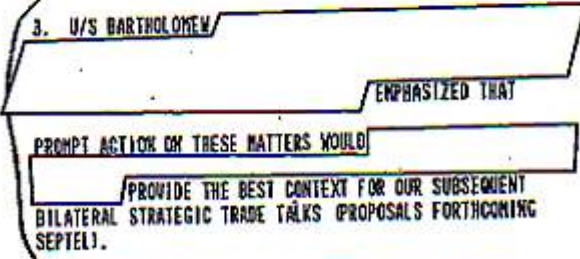 3. U/S BARTHOLOMEW
EMPHASIZED THAT
PROMPT ACTION ON THESE MATTERS WOULD
PROVIDE THE BEST CONTEXT FOR OUR SUBSEQUENT
BILATERAL STRATEGIC TRADE TALKS (PROPOSALS FORTHCOMING
SEPTEL).